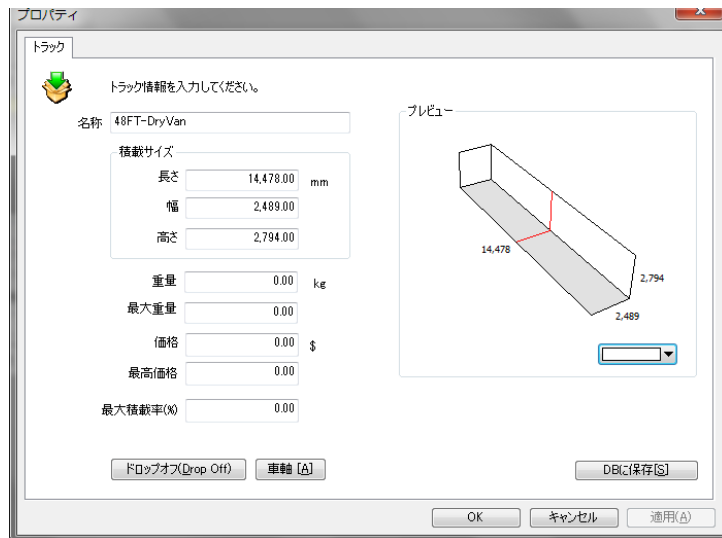 プロパティ
トラック
トラック情報を入力してください。
名称 48FT-DryVan
積載サイズ
長さ 14,478.00 mm
幅 2,489.00
高さ 2,794.00
重量 0.00 kg
最大重量 0.00
価格 0.00 $
最高価格 0.00
最大積載率(%) 0.00
プレビュー
14,478
2,794
2,489
ドロップオフ(Drop Off) 車軸 [A] DBに保存[S]
OK キャンセル 適用(A)